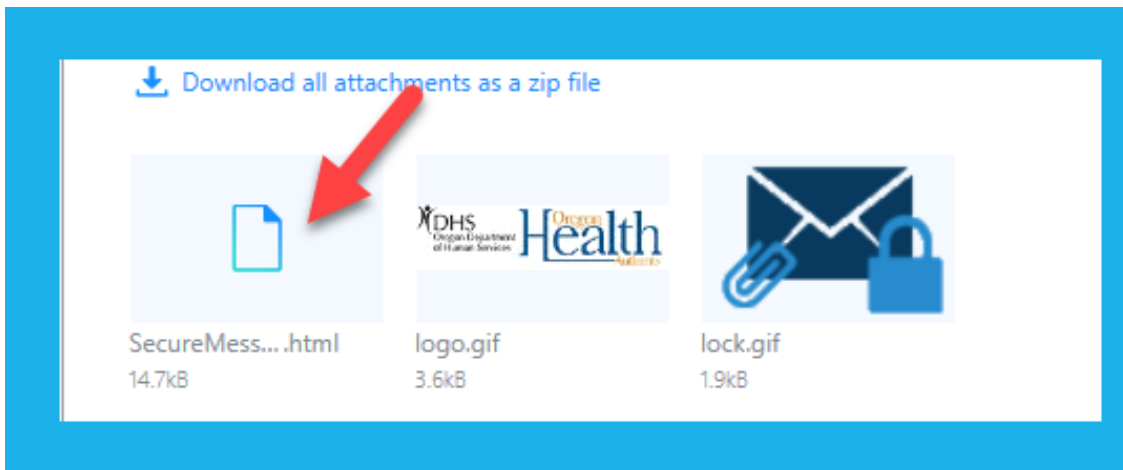 Download all attachments as a zip file
DHS
Oregon Department
of Human Services
Oregon
Health
Authority
SecureMess... .html
logo.gif
lock.gif
14.7kB
3.6kB
1.9kB